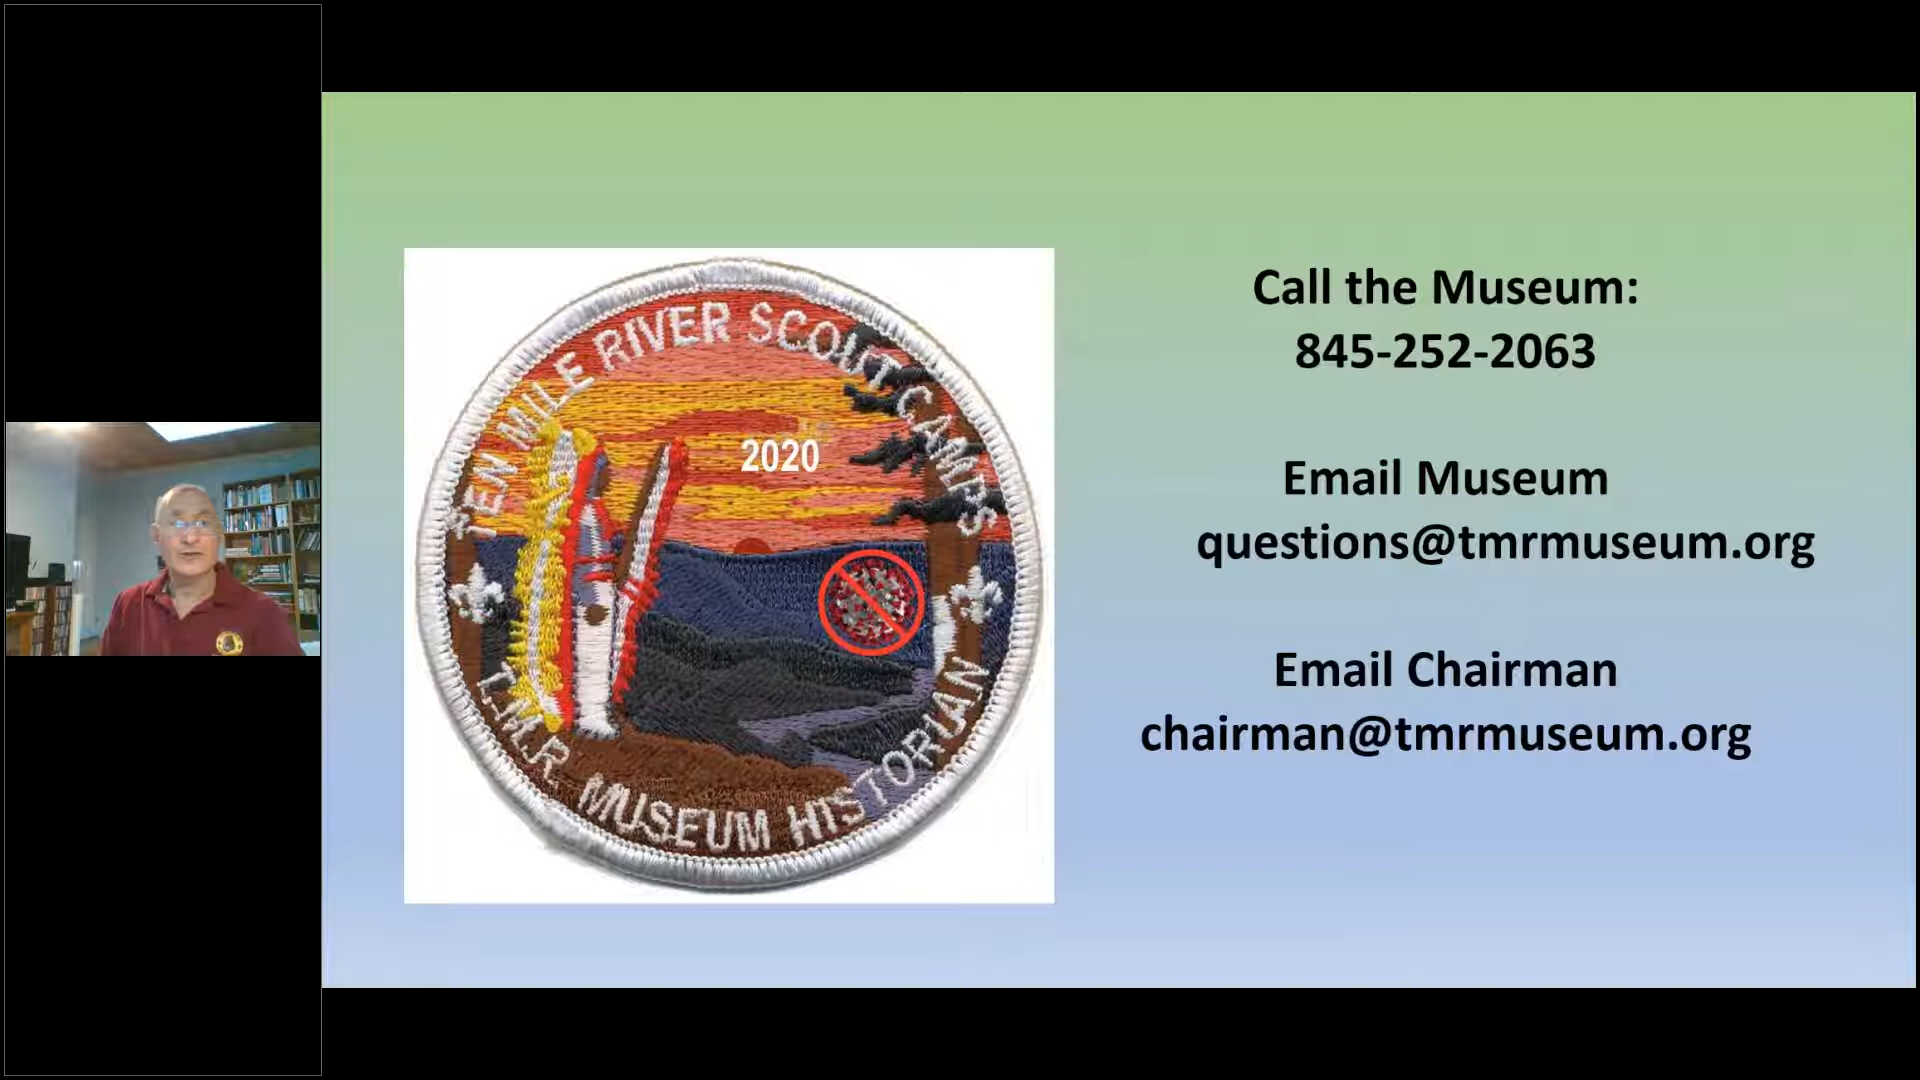 TEN MILE RIVER SCOUT CAMPS
2020
T.M.R. MUSEUM HISTORIAN
Call the Museum:
845-252-2063
Email Museum
questions@tmrmuseum.org
Email Chairman
chairman@tmrmuseum.org